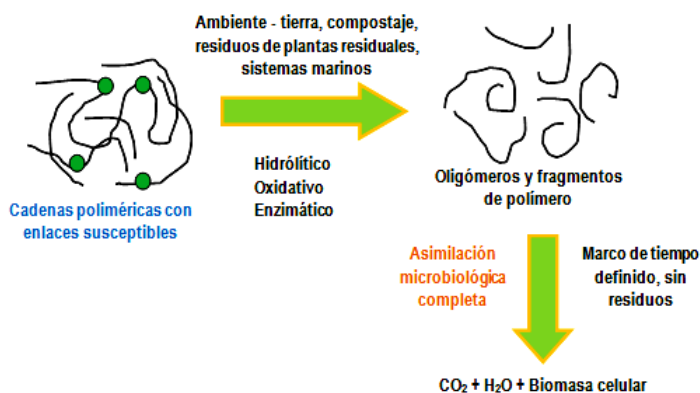 Ambiente - tierra, compostaje,
residuos de plantas residuales,
sistemas marinos
Hidrólitico
Oxidativo
Enzimático
Cadenas poliméricas con
enlaces susceptibles
Oligómeros y fragmentos
de polímero
Asimilación
microbiológica
completa
Marco de tiempo
definido, sin
residuos
CO₂ + H₂O + Biomasa celular